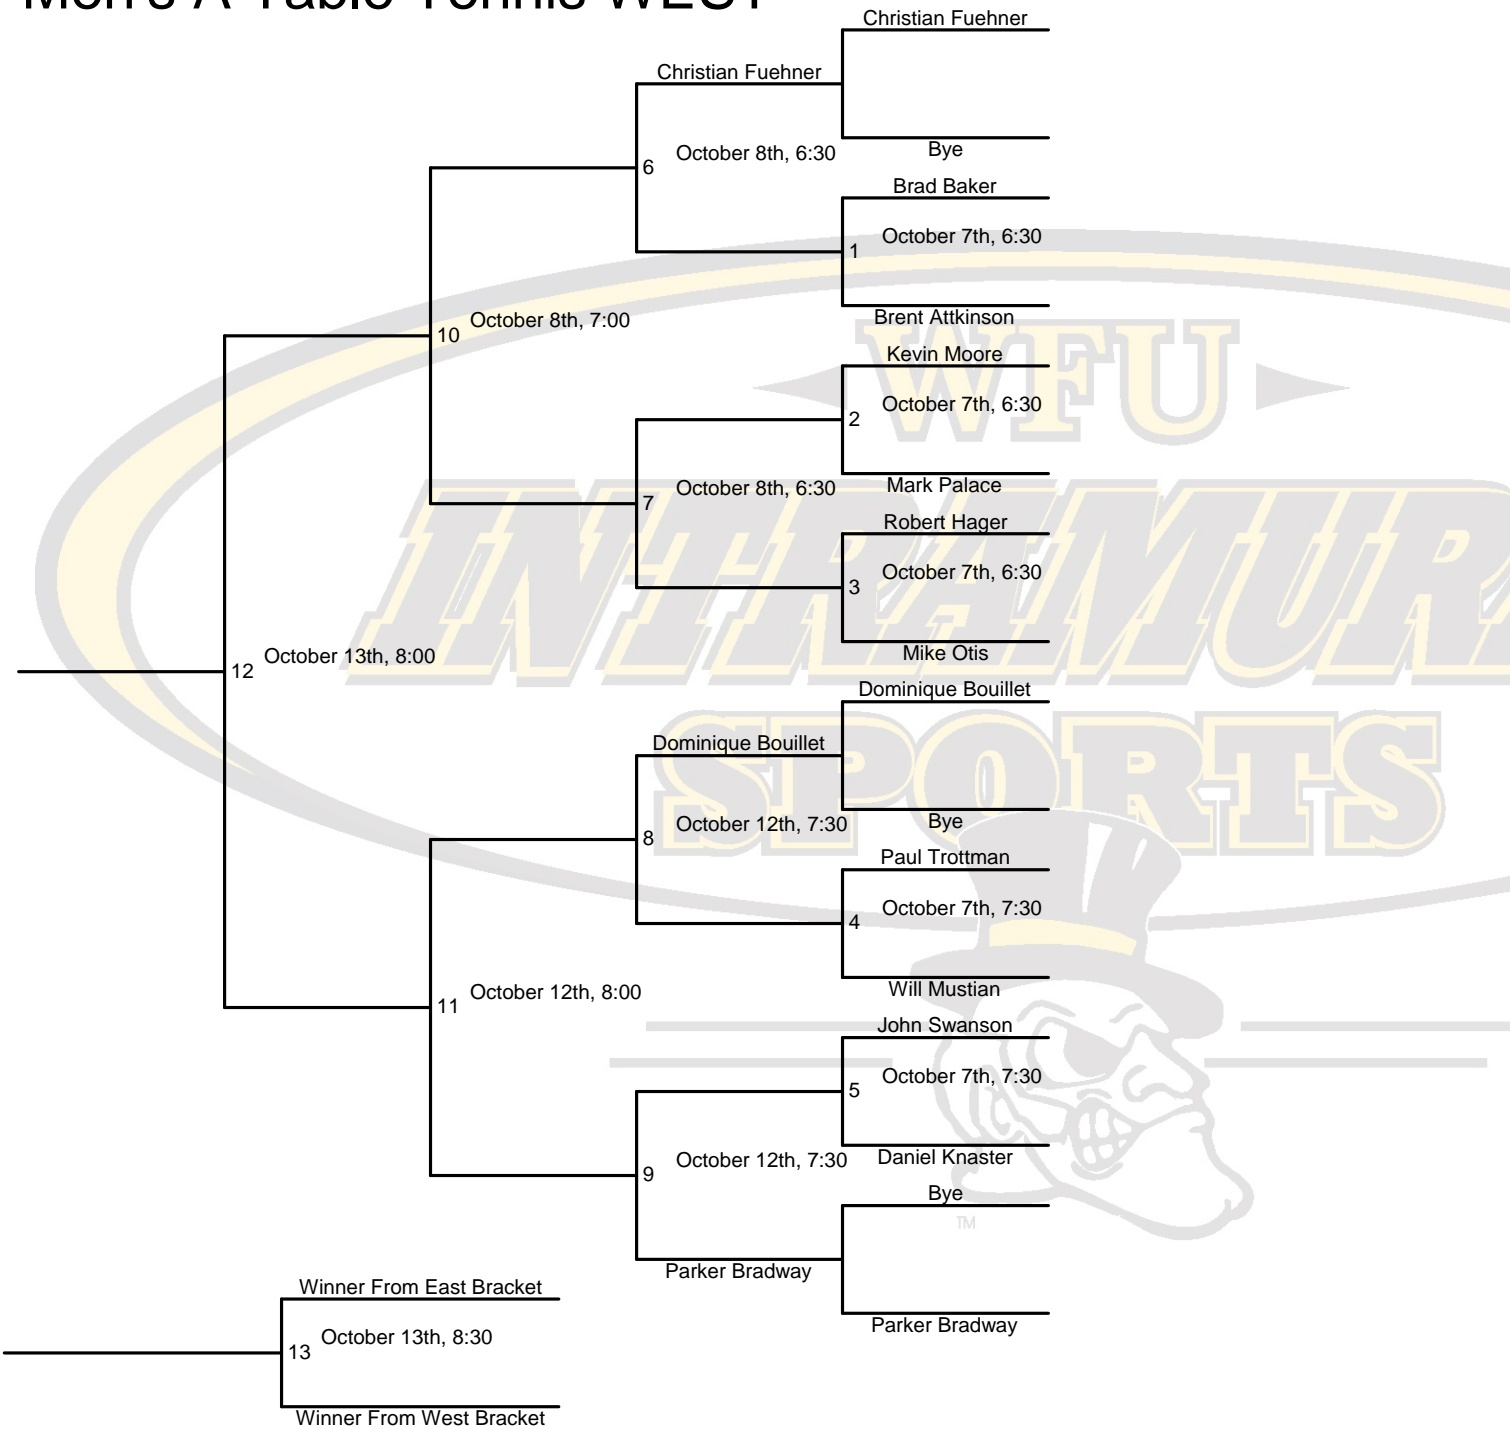 Men's A Table Tennis WEST
Christian Fuehner
Christian Fuehner
October 8th, 6:30
Bye
6
Brad Baker
October 7th, 6:30
1
Brent Attkinson
October 8th, 7:00
10
WFU
Kevin Moore
October 7th, 6:30
2
Mark Palace
October 8th, 6:30
7
INTRAMUR
Robert Hager
October 7th, 6:30
3
Mike Otis
October 13th, 8:00
12
Dominique Bouillet
Dominique Bouillet
SPORTS
October 12th, 7:30
Bye
8
Paul Trottman
October 7th, 7:30
4
Will Mustian
October 12th, 8:00
11
John Swanson
October 7th, 7:30
5
Daniel Knaster
October 12th, 7:30
9
Bye
TM
Parker Bradway
Parker Bradway
Winner From East Bracket
October 13th, 8:30
13
Winner From West Bracket